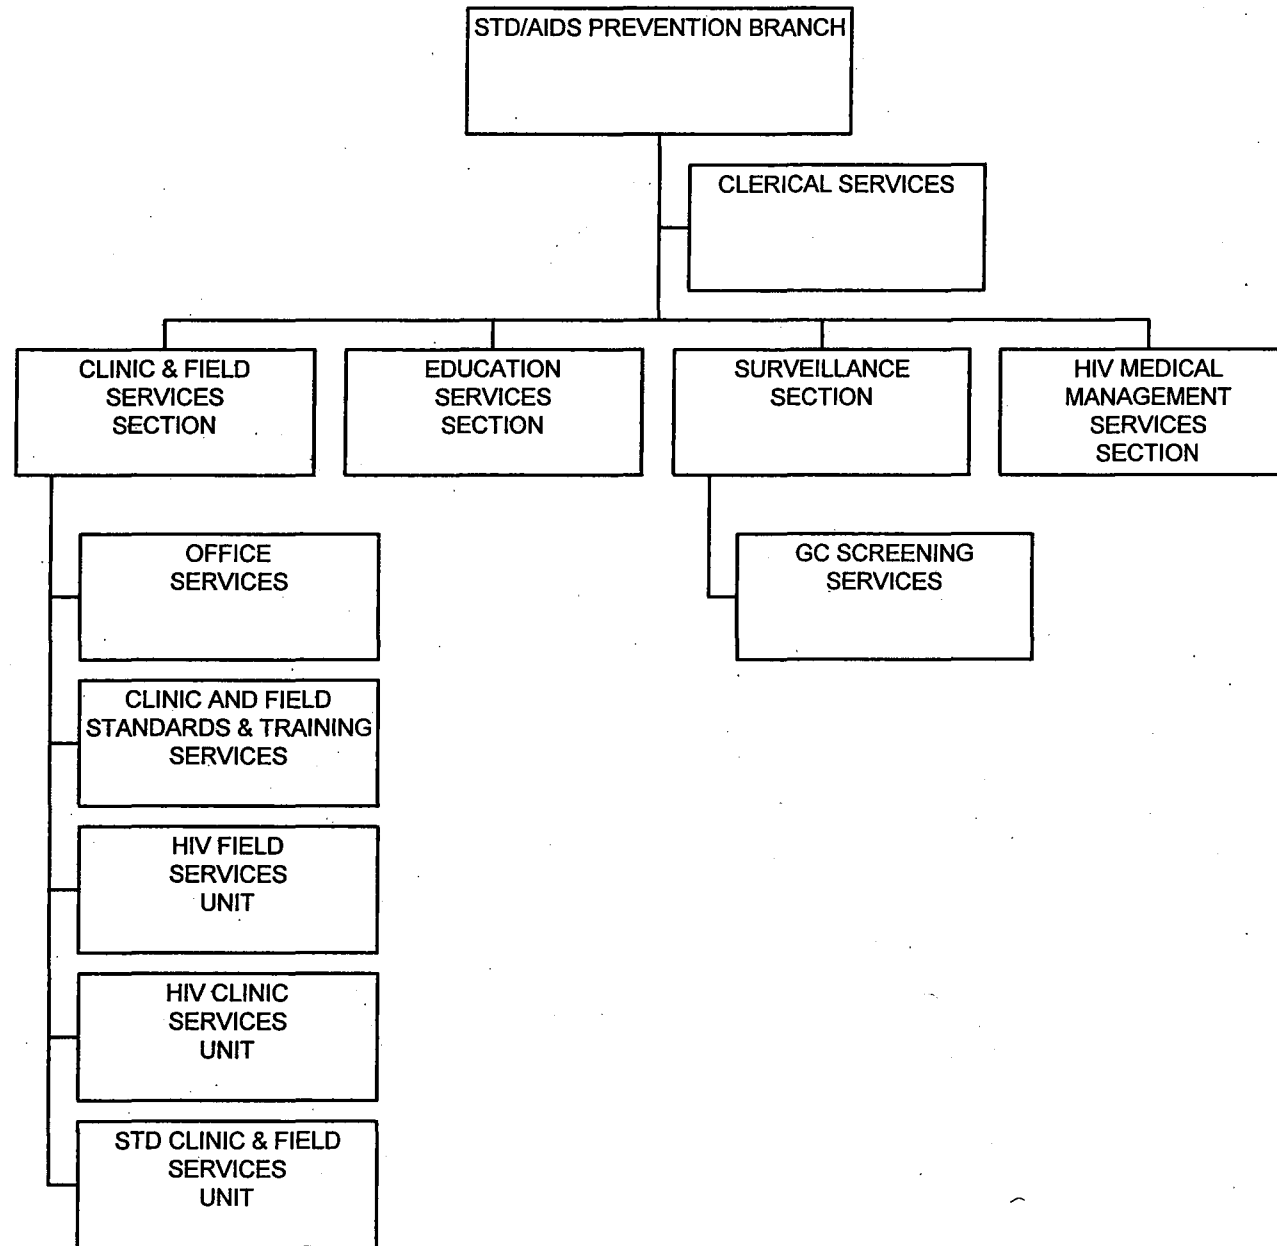 STD/AIDS PREVENTION BRANCH
CLERICAL SERVICES
CLINIC & FIELD
SERVICES
SECTION
EDUCATION
SERVICES
SECTION
SURVEILLANCE
SECTION
HIV MEDICAL
MANAGEMENT
SERVICES
SECTION
OFFICE
SERVICES
GC SCREENING
SERVICES
CLINIC AND FIELD
STANDARDS & TRAINING
SERVICES
HIV FIELD
SERVICES
UNIT
HIV CLINIC
SERVICES
UNIT
STD CLINIC & FIELD
SERVICES
UNIT